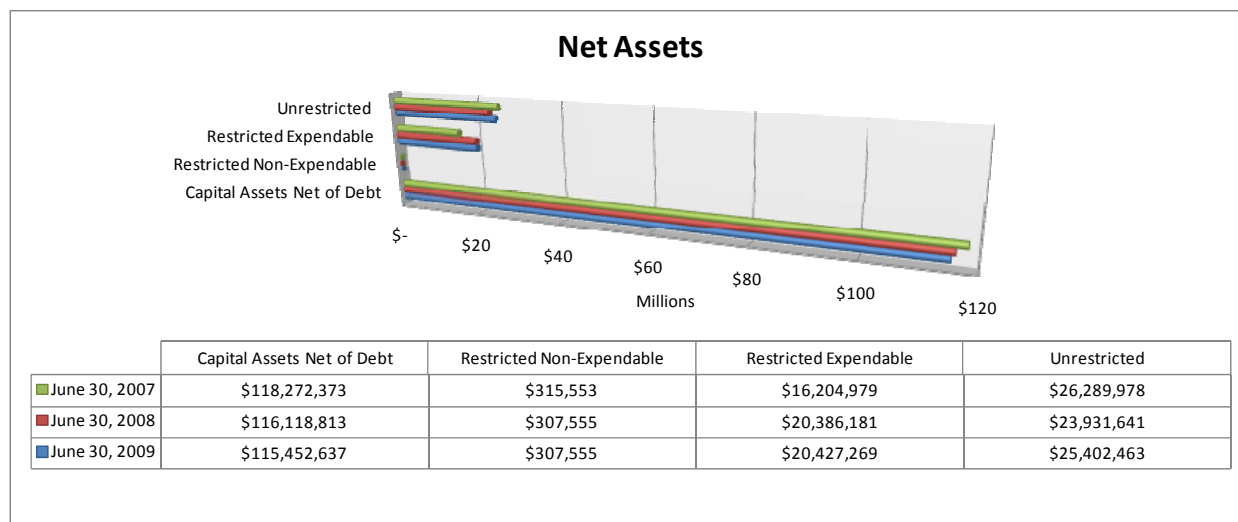 Net Assets
Unrestricted
Restricted Expendable
Restricted Non-Expendable
Capital Assets Net of Debt
$-
$20
$40
$60
$80
$100
$120
Millions
Capital Assets Net of Debt Restricted Non-Expendable Restricted Expendable Unrestricted
June 30, 2007 $118,272,373 $315,553 $16,204,979 $26,289,978
June 30, 2008 $116,118,813 $307,555 $20,386,181 $23,931,641
June 30, 2009 $115,452,637 $307,555 $20,427,269 $25,402,463